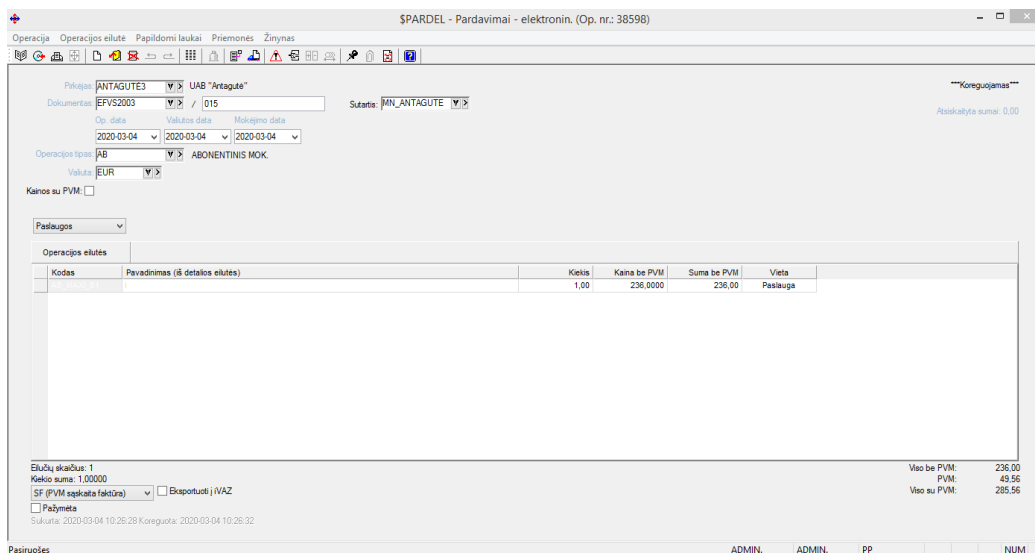 $PARDEL - Pardavimai - elektronin. (Op. nr.: 38598)
Operacija Operacijos eilutė Papildomi laukai Priemonės Žinynas
Pirkėjas: ANTAGUTĖ3 UAB "Antagutė" ***Koreguojamas***
Dokumentas: EFVS2003 / 015 Sutartis: MN_ANTAGUTE Atsiskaityta sumai: 0,00
Op. data Valiutos data Mokėjimo data
2020-03-04 2020-03-04 2020-03-04
Operacijos tipas: AB ABONENTINIS MOK.
Valiuta: EUR
Kainos su PVM:
Paslaugos
Operacijos eilutės
Kodas Pavadinimas (iš detalios eilutės) Kiekis Kaina be PVM Suma be PVM Vieta
1,00 236,0000 236,00 Paslauga
Eilučių skaičius: 1 Viso be PVM: 236,00
Kiekio suma: 1,00000 PVM: 49,56
SF (PVM sąskaita faktūra) Eksportuoti į iVAZ Viso su PVM: 285,56
Pažymėta
Sukurta: 2020-03-04 10:26:28 Koreguota: 2020-03-04 10:26:32
Pasiruošęs ADMIN. ADMIN. PP NUM